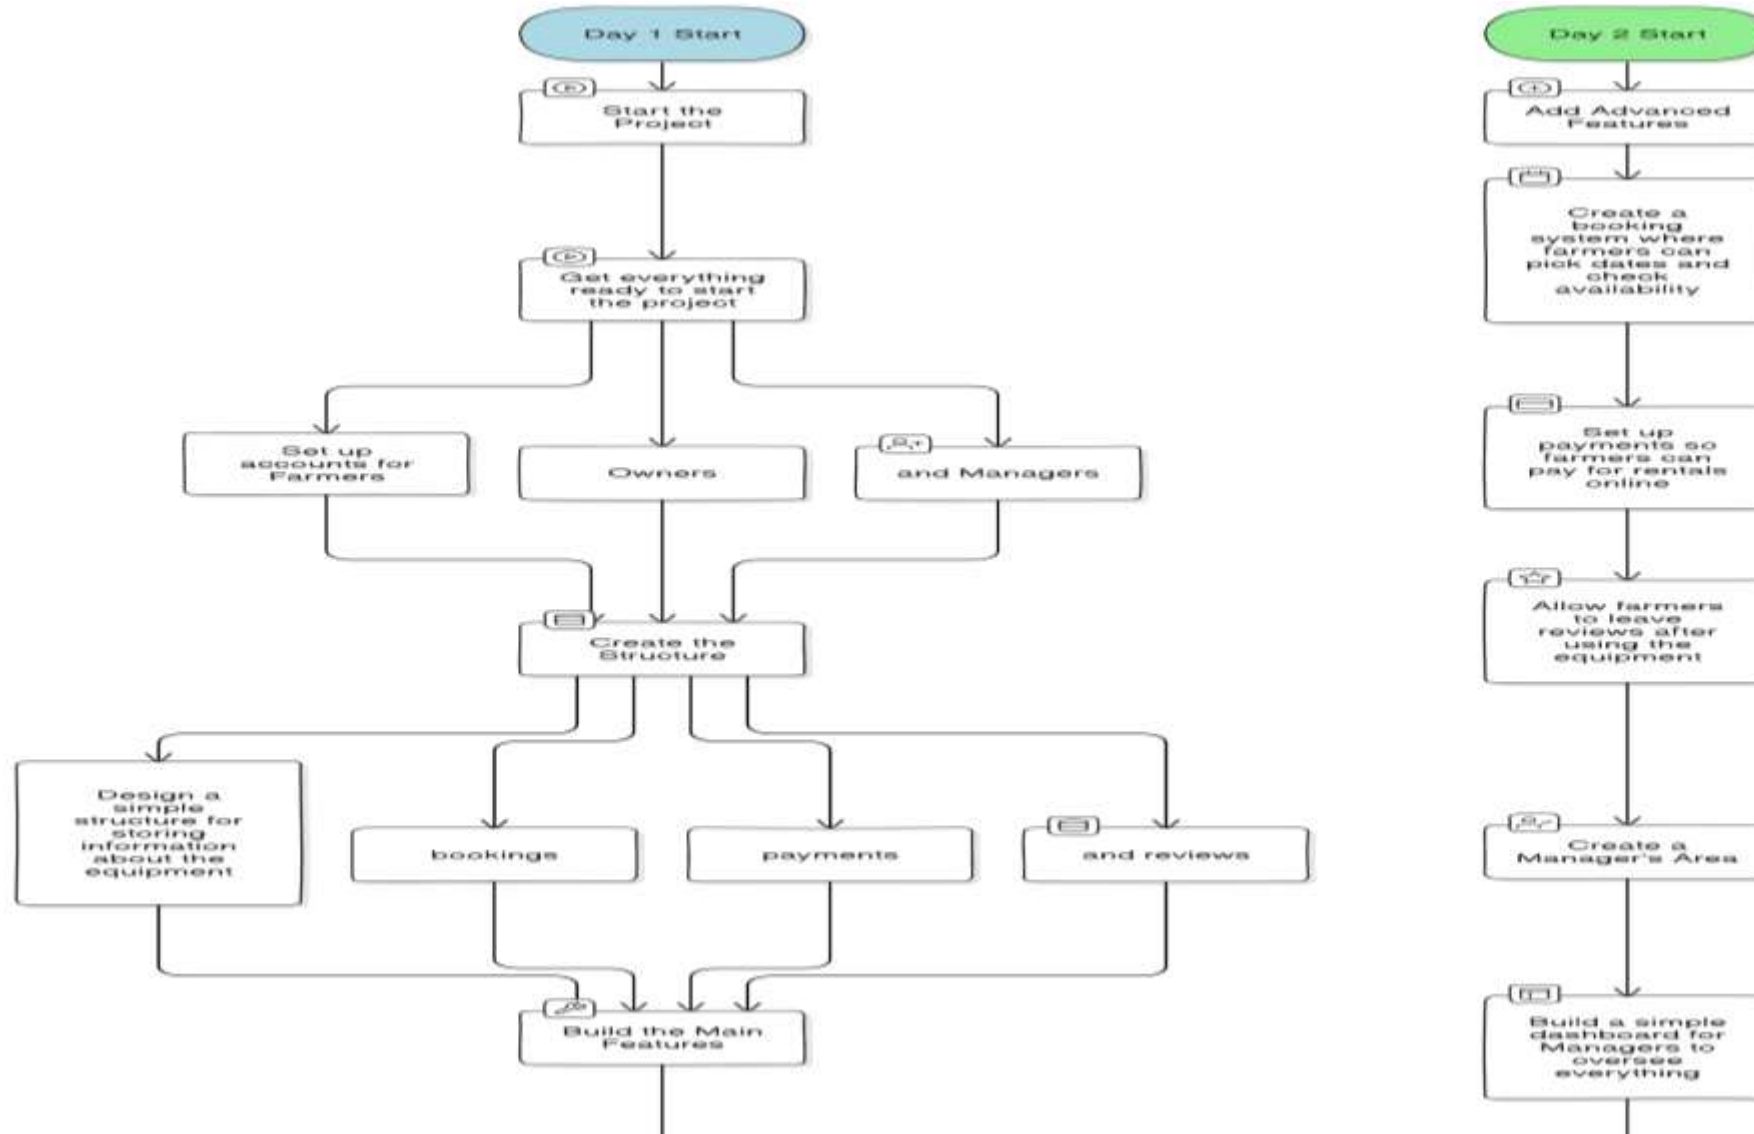 Day 1 Start
Start the
Project
Get everything
ready to start
the project
Set up
accounts for
Farmers
Owners
and Managers
Create the
Structure
Design a
simple
structure for
storing
information
about the
equipment
bookings
payments
and reviews
Build the Main
Features
Day 2 Start
Add Advanced
Features
Create a
booking
system where
farmers can
pick dates and
check
availability
Set up
payments so
farmers can
pay for rentals
online
Allow farmers
to leave
reviews after
using the
equipment
Create a
Manager's Area
Build a simple
dashboard for
Managers to
oversee
everything